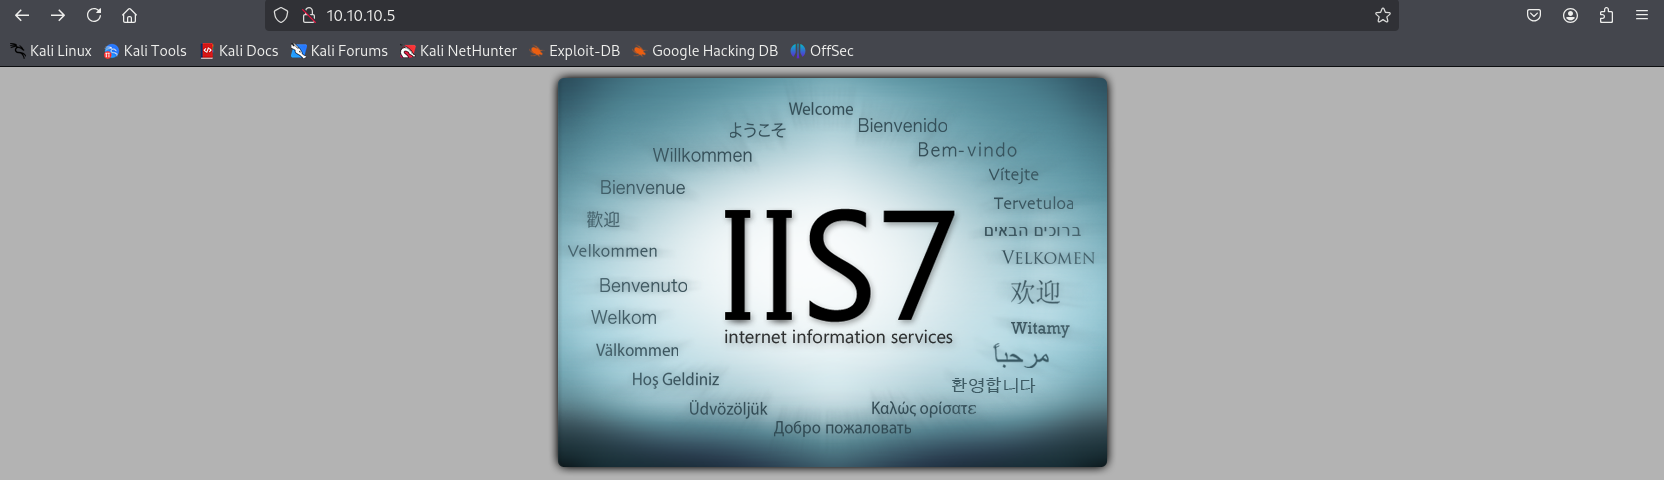 10.10.10.5
Kali Linux Kali Tools Kali Docs Kali Forums Kali NetHunter Exploit-DB Google Hacking DB OffSec
Welcome
ようこそ
Bienvenido
Willkommen
Bem-vindo
Vítejte
Bienvenue
Tervetuloa
歡迎
ברוכים הבאים
Velkommen
VELKOMEN
Benvenuto
欢迎
Welkom
Witamy
IIS7
internet information services
Välkommen
مرحباً
Hoş Geldiniz
환영합니다
Üdvözöljük
Καλώς ορίσατε
Добро пожаловать